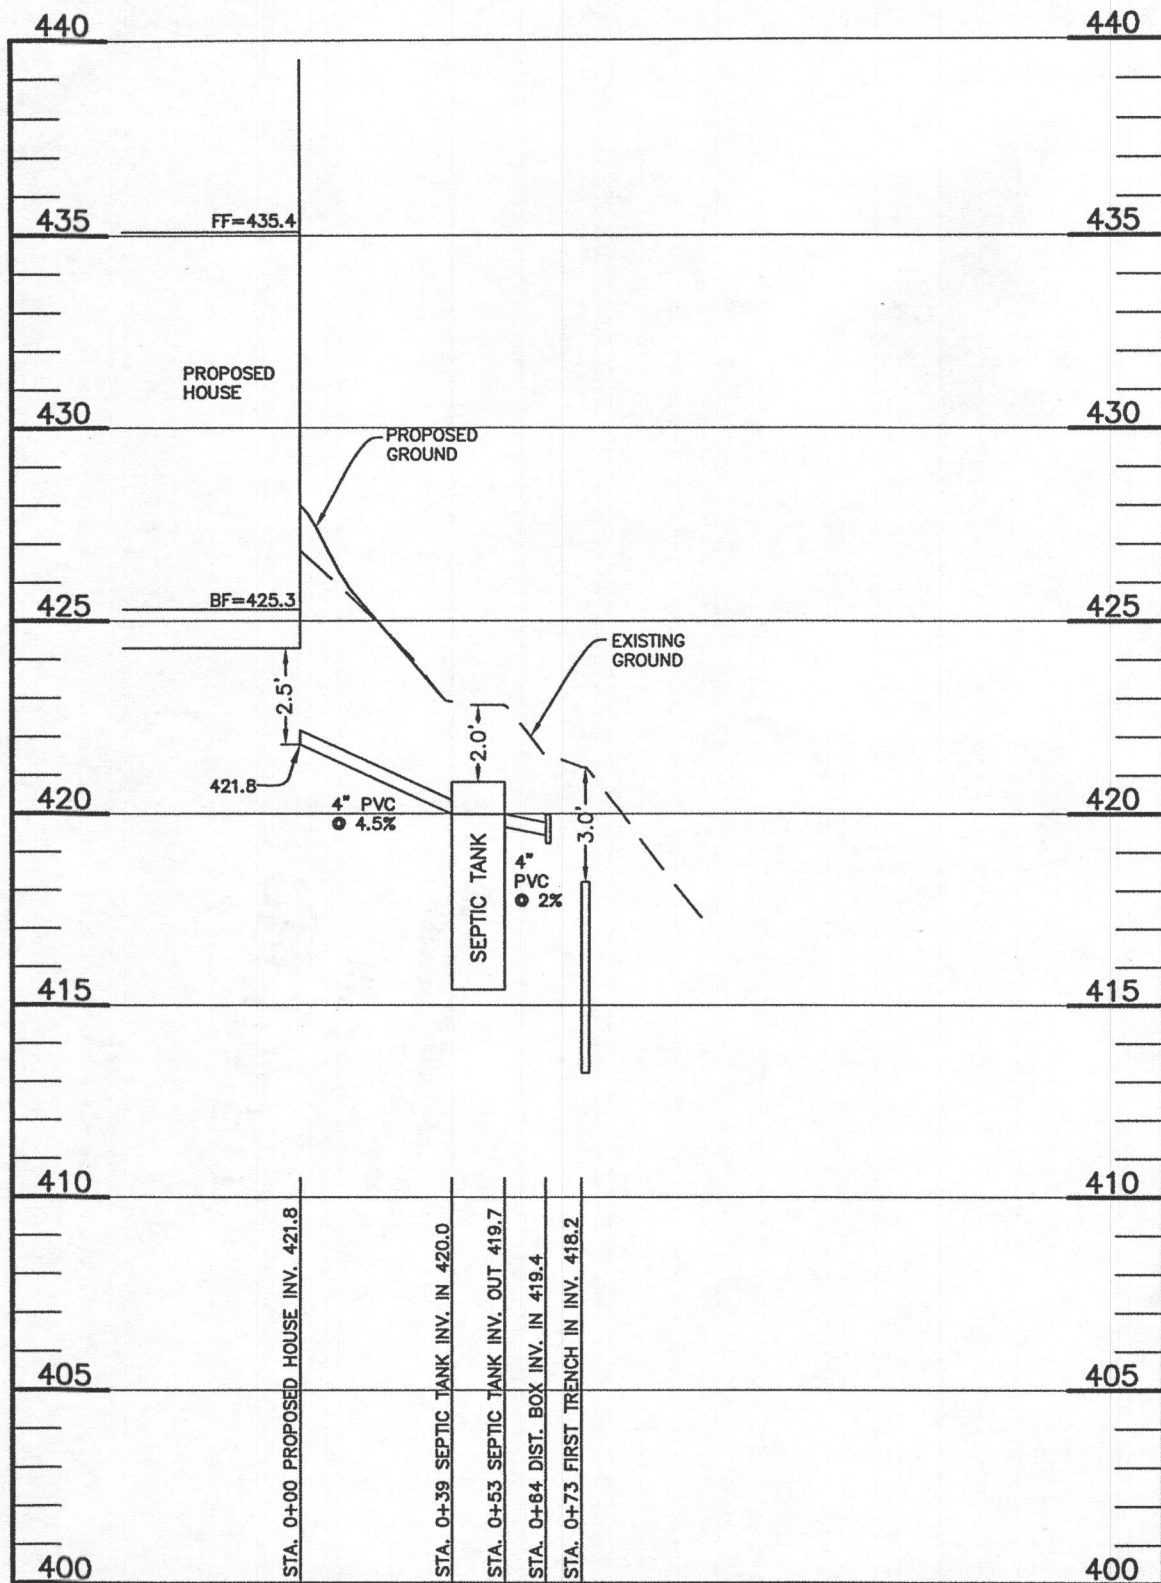 440 440
FF=435.4
435 435
PROPOSED
HOUSE
430 430
PROPOSED
GROUND
BF=425.3
425 425
EXISTING
GROUND
2.5'
2.0'
421.8
4" PVC
@ 4.5%
420 420
3.0'
SEPTIC TANK
4"
PVC
@ 2%
415 415
410 410
STA. 0+00 PROPOSED HOUSE INV. 421.8
STA. 0+39 SEPTIC TANK INV. IN 420.0
STA. 0+53 SEPTIC TANK INV. OUT 419.7
STA. 0+64 DIST. BOX INV. IN 419.4
STA. 0+73 FIRST TRENCH IN INV. 418.2
405 405
400 400